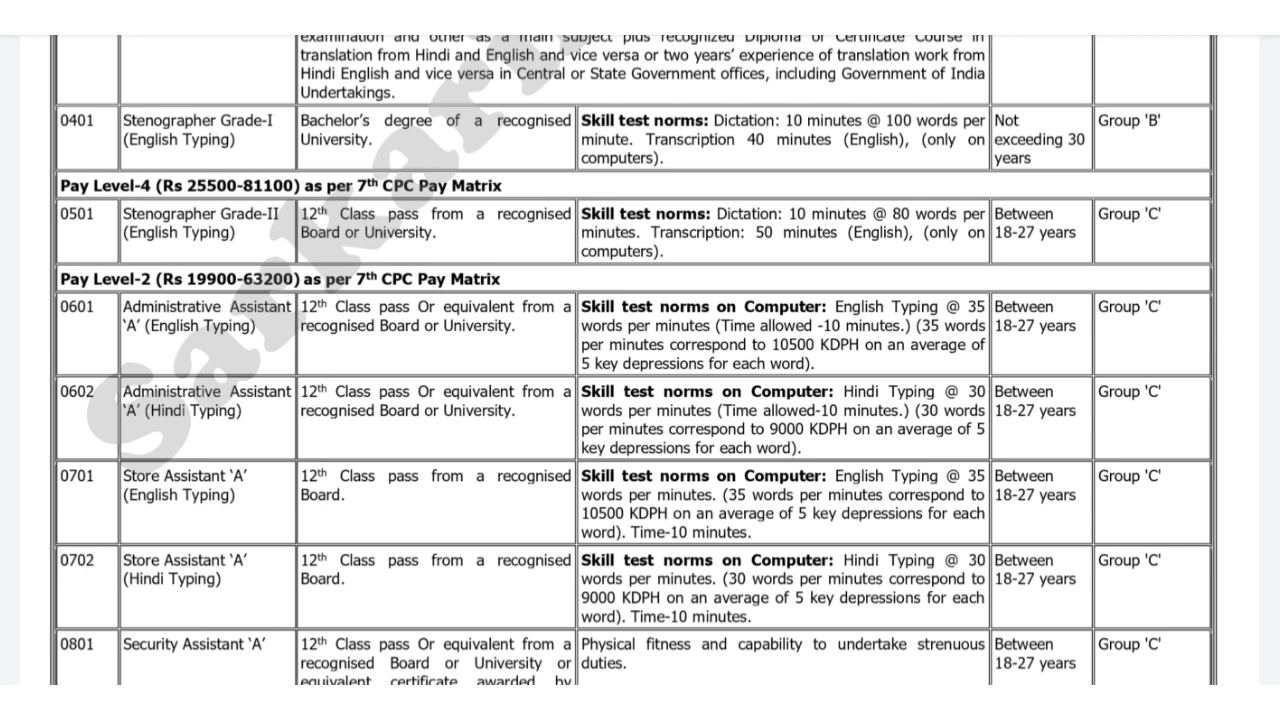 examination and other as a main subject plus recognized Diploma or Certificate Course in
translation from Hindi and English and vice versa or two years’ experience of translation work from
Hindi English and vice versa in Central or State Government offices, including Government of India
Undertakings.
0401
Stenographer Grade-I
(English Typing)
Bachelor’s degree of a recognised
University.
Skill test norms: Dictation: 10 minutes @ 100 words per
minute. Transcription 40 minutes (English), (only on
computers).
Not
exceeding 30
years
Group 'B'
Pay Level-4 (Rs 25500-81100) as per 7th CPC Pay Matrix
0501
Stenographer Grade-II
(English Typing)
12th Class pass from a recognised
Board or University.
Skill test norms: Dictation: 10 minutes @ 80 words per
minutes. Transcription: 50 minutes (English), (only on
computers).
Between
18-27 years
Group 'C'
Pay Level-2 (Rs 19900-63200) as per 7th CPC Pay Matrix
0601
Administrative Assistant
‘A’ (English Typing)
12th Class pass Or equivalent from a
recognised Board or University.
Skill test norms on Computer: English Typing @ 35
words per minutes (Time allowed -10 minutes.) (35 words
per minutes correspond to 10500 KDPH on an average of
5 key depressions for each word).
Between
18-27 years
Group 'C'
0602
Administrative Assistant
‘A’ (Hindi Typing)
12th Class pass Or equivalent from a
recognised Board or University.
Skill test norms on Computer: Hindi Typing @ 30
words per minutes (Time allowed-10 minutes.) (30 words
per minutes correspond to 9000 KDPH on an average of 5
key depressions for each word).
Between
18-27 years
Group 'C'
0701
Store Assistant ‘A’
(English Typing)
12th Class pass from a recognised
Board.
Skill test norms on Computer: English Typing @ 35
words per minutes. (35 words per minutes correspond to
10500 KDPH on an average of 5 key depressions for each
word). Time-10 minutes.
Between
18-27 years
Group 'C'
0702
Store Assistant ‘A’
(Hindi Typing)
12th Class pass from a recognised
Board.
Skill test norms on Computer: Hindi Typing @ 30
words per minutes. (30 words per minutes correspond to
9000 KDPH on an average of 5 key depressions for each
word). Time-10 minutes.
Between
18-27 years
Group 'C'
0801
Security Assistant ‘A’
12th Class pass Or equivalent from a
recognised Board or University or
equivalent certificate awarded by
Physical fitness and capability to undertake strenuous
duties.
Between
18-27 years
Group 'C'